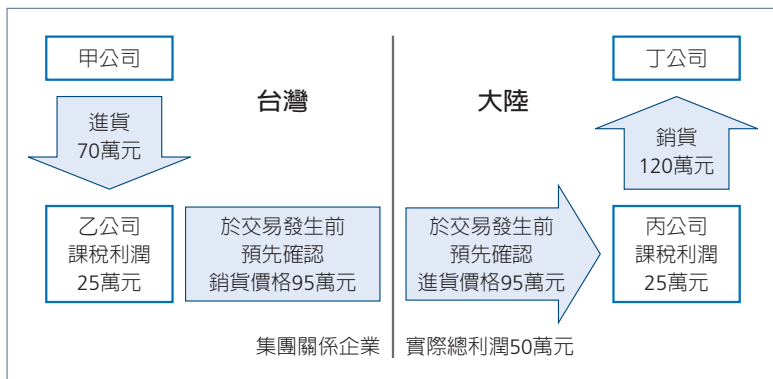 甲公司
台灣
大陸
丁公司
進貨
70萬元
銷貨
120萬元
乙公司
課稅利潤
25萬元
於交易發生前
預先確認
銷貨價格95萬元
於交易發生前
預先確認
進貨價格95萬元
丙公司
課稅利潤
25萬元
集團關係企業
實際總利潤50萬元